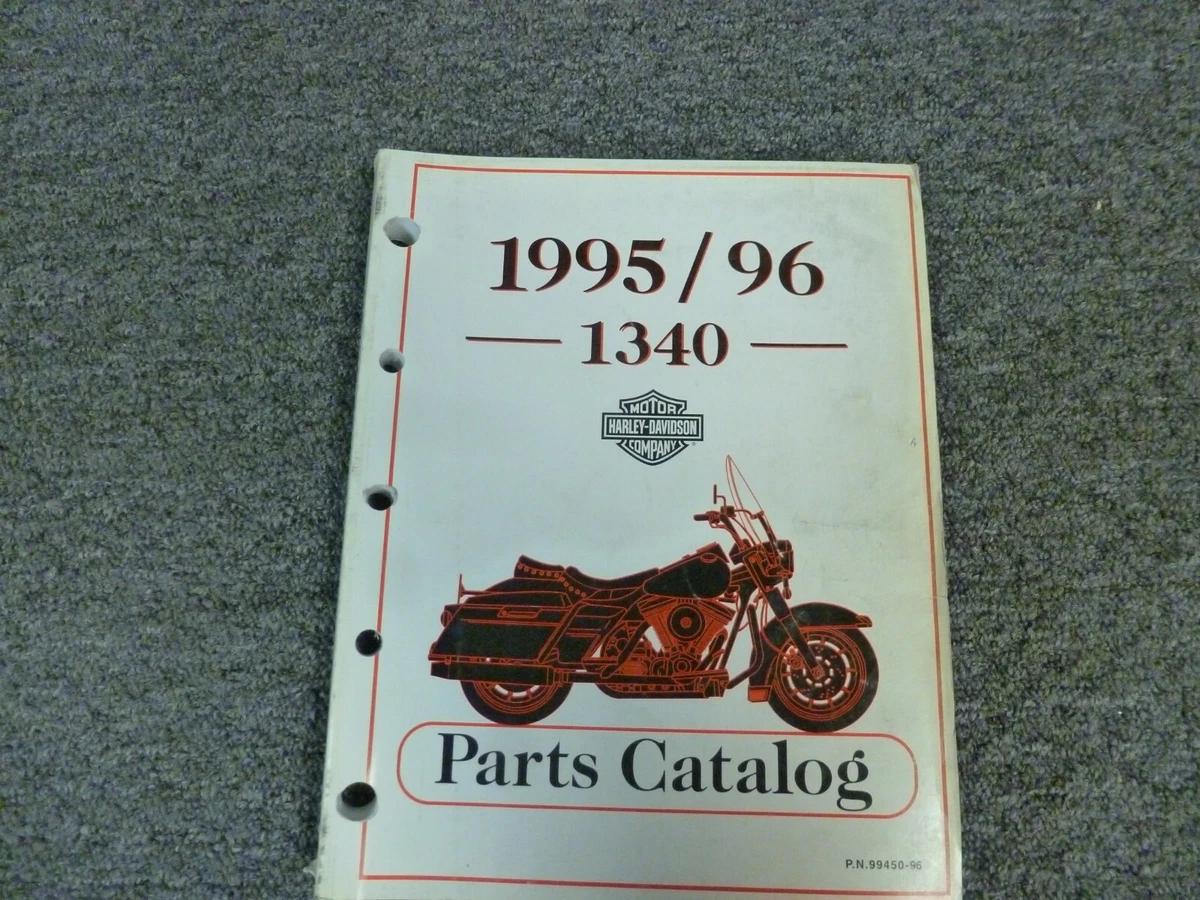 1995/96
1340
MOTOR
HARLEY-DAVIDSON
COMPANY
Parts Catalog
P.N.99450-96